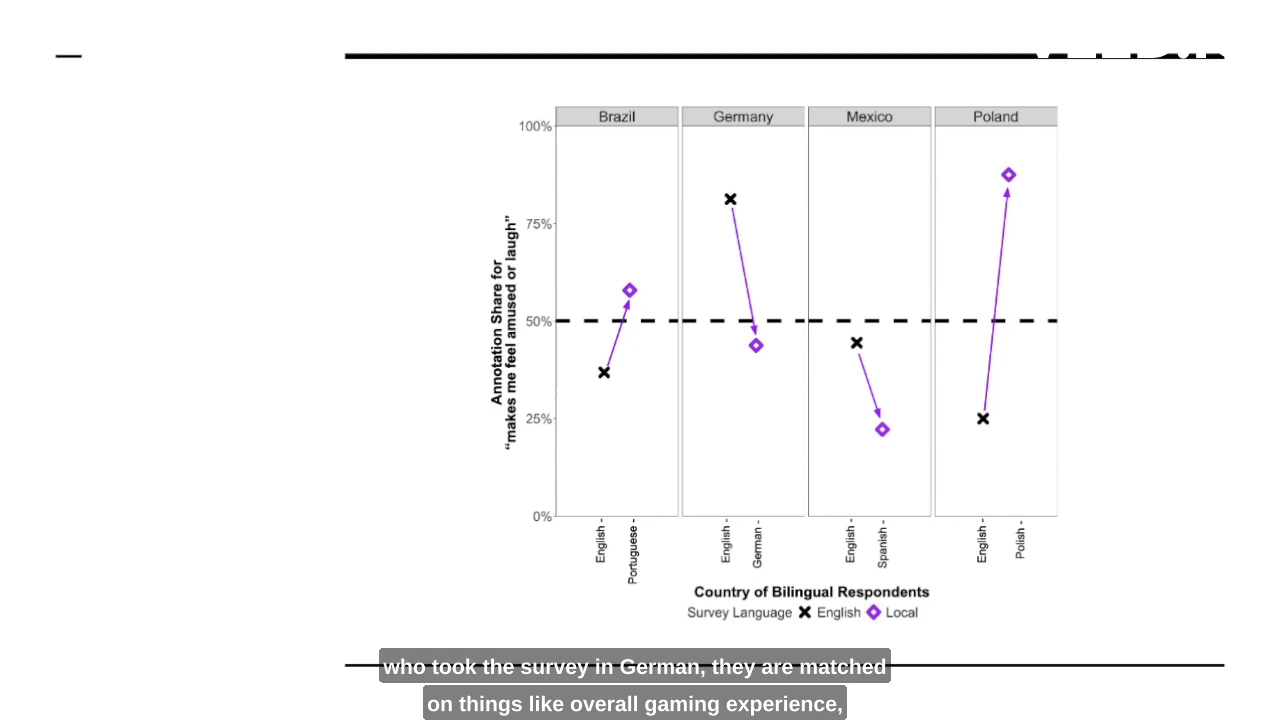 Brazil
Germany
Mexico
Poland
100%
75%
50%
25%
0%
Annotation Share for
“makes me feel amused or laugh”
English -
Portuguese -
English -
German -
English -
Spanish -
English -
Polish -
Country of Bilingual Respondents
Survey Language English Local
who took the survey in German, they are matched
on things like overall gaming experience,